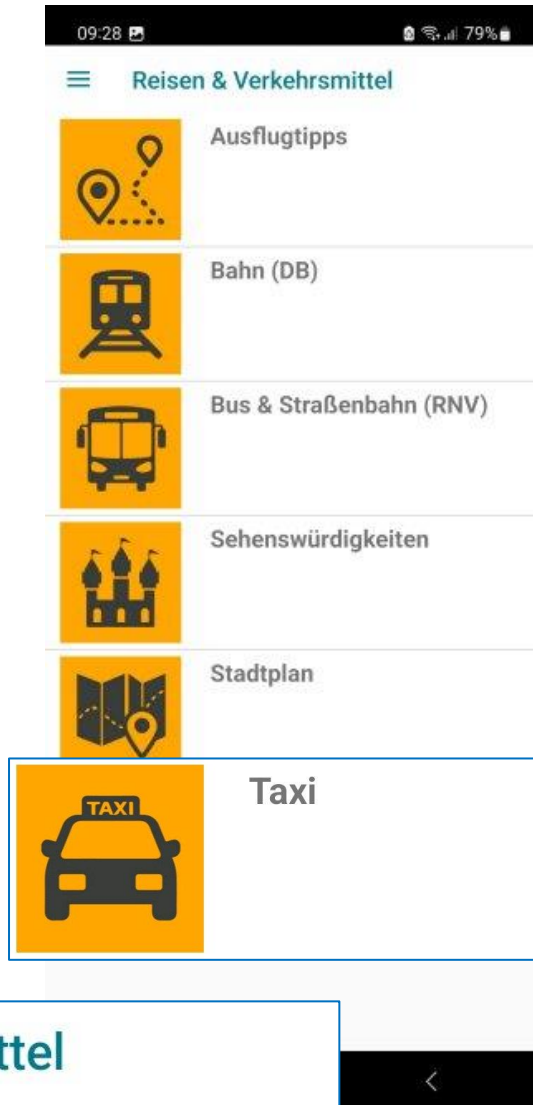 09:28
79%
Reisen & Verkehrsmittel
Ausflugtipps
Bahn (DB)
Bus & Straßenbahn (RNV)
Sehenswürdigkeiten
Stadtplan
TAXI
Taxi
ttel